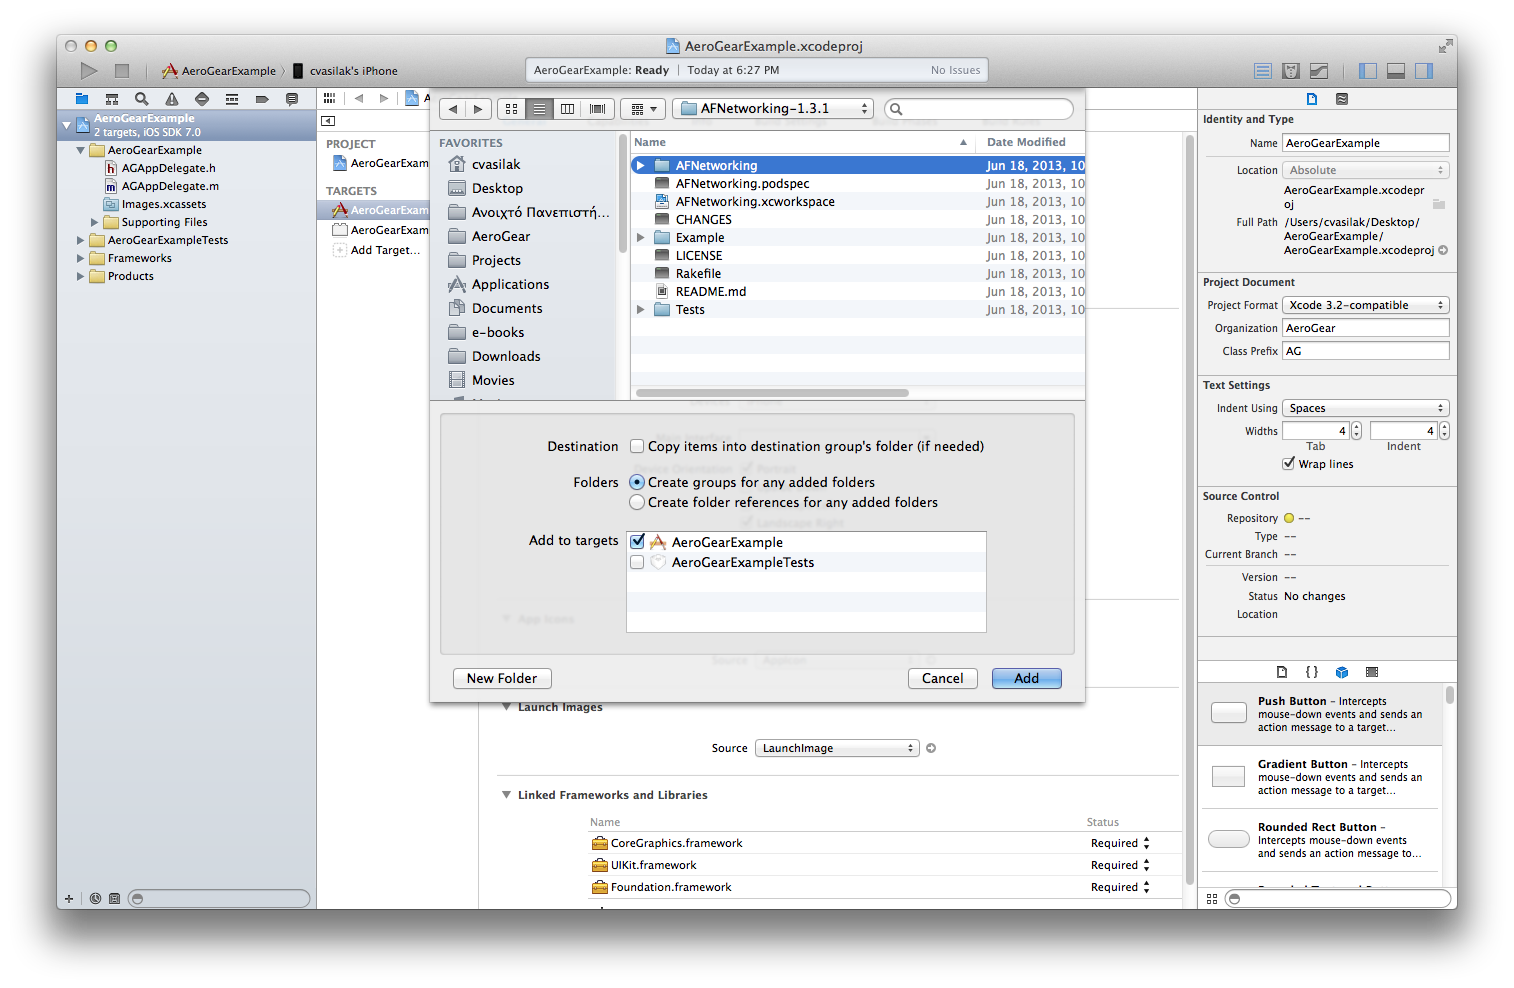 AeroGearExample.xcodeproj
AeroGearExample
cvasilak's iPhone
AeroGearExample: Ready
Today at 6:27 PM
No Issues
AeroGearExample
2 targets, iOS SDK 7.0
AeroGearExample
AGAppDelegate.h
AGAppDelegate.m
Images.xcassets
Supporting Files
AeroGearExampleTests
Frameworks
Products
PROJECT
AeroGearExam
TARGETS
AeroGearExam
AeroGearExam
Add Target...
AFNetworking-1.3.1
FAVORITES
cvasilak
Desktop
Ανοιχτό Πανεπιστή...
AeroGear
Projects
Applications
Documents
e-books
Downloads
Movies
Name
Date Modified
AFNetworking
Jun 18, 2013, 10
AFNetworking.podspec
Jun 18, 2013, 10
AFNetworking.xcworkspace
Jun 18, 2013, 10
CHANGES
Jun 18, 2013, 10
Example
Jun 18, 2013, 10
LICENSE
Jun 18, 2013, 10
Rakefile
Jun 18, 2013, 10
README.md
Jun 18, 2013, 10
Tests
Jun 18, 2013, 10
Destination
Copy items into destination group's folder (if needed)
Folders
Create groups for any added folders
Create folder references for any added folders
Add to targets
AeroGearExample
AeroGearExampleTests
New Folder
Cancel
Add
Launch Images
Source
LaunchImage
Linked Frameworks and Libraries
Name
Status
CoreGraphics.framework
Required
UIKit.framework
Required
Foundation.framework
Required
Identity and Type
Name
AeroGearExample
Location
Absolute
AeroGearExample.xcodepr
oj
Full Path
/Users/cvasilak/Desktop/
AeroGearExample/
AeroGearExample.xcodeproj
Project Document
Project Format
Xcode 3.2-compatible
Organization
AeroGear
Class Prefix
AG
Text Settings
Indent Using
Spaces
Widths
4
4
Tab
Indent
Wrap lines
Source Control
Repository
--
Type --
Current Branch --
Version --
Status No changes
Location
Push Button – Intercepts
mouse-down events and sends an
action message to a target...
Gradient Button – Intercepts
mouse-down events and sends an
action message to a target...
Rounded Rect Button –
Intercepts mouse-down events
and sends an action message to...